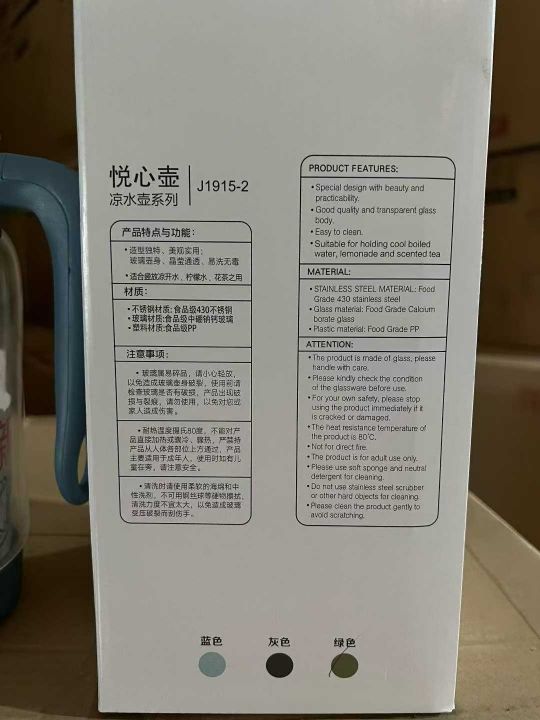 悦心壶
凉水壶系列
J1915-2
产品特点与功能：
• 造型独特、美观实用；
玻璃壶身、晶莹通透、易洗无霉
• 适合盛放凉开水、柠檬水、花茶之用
材质：
• 不锈钢材质：食品级430不锈钢
• 玻璃材质：食品级中硼钠钙玻璃
• 塑料材质：食品级PP
注意事项：
• 玻璃属易碎品，请小心轻放，
以免造成玻璃壶身破裂，使用前请
检查玻璃是否有破损，产品出现破
损与裂痕，请勿使用，以免对您或
家人造成伤害。
• 耐热温度摄氏80度，不能对产
品直接加热或骤冷、骤热，严禁持
产品从人体各部位上方通过，产品
主要适用于成年人，使用时如有儿
童在旁，请注意安全。
• 清洗时请使用柔软的海绵和中
性洗剂，不可用钢丝球等硬物擦拭，
清洗力度不宜太大，以免造成玻璃
受压破裂而刮伤手。
PRODUCT FEATURES:
• Special design with beauty and
practicability.
• Good quality and transparent glass
body.
• Easy to clean.
• Suitable for holding cool boiled
water, lemonade and scented tea
MATERIAL:
• STAINLESS STEEL MATERIAL: Food
Grade 430 stainless steel
• Glass material: Food Grade Calcium
borate glass
• Plastic material: Food Grade PP
ATTENTION:
• The product is made of glass, please
handle with care.
• Please kindly check the condition
of the glassware before use.
• For your own safety, please stop
using the product immediately if it
is cracked or damaged.
• The heat resistance temperature of
the product is 80°C.
• Not for direct fire.
• The product is for adult use only.
• Please use soft sponge and neutral
detergent for cleaning.
• Do not use stainless steel scrubber
or other hard objects for cleaning.
• Please clean the product gently to
avoid scratching.
蓝色
灰色
绿色